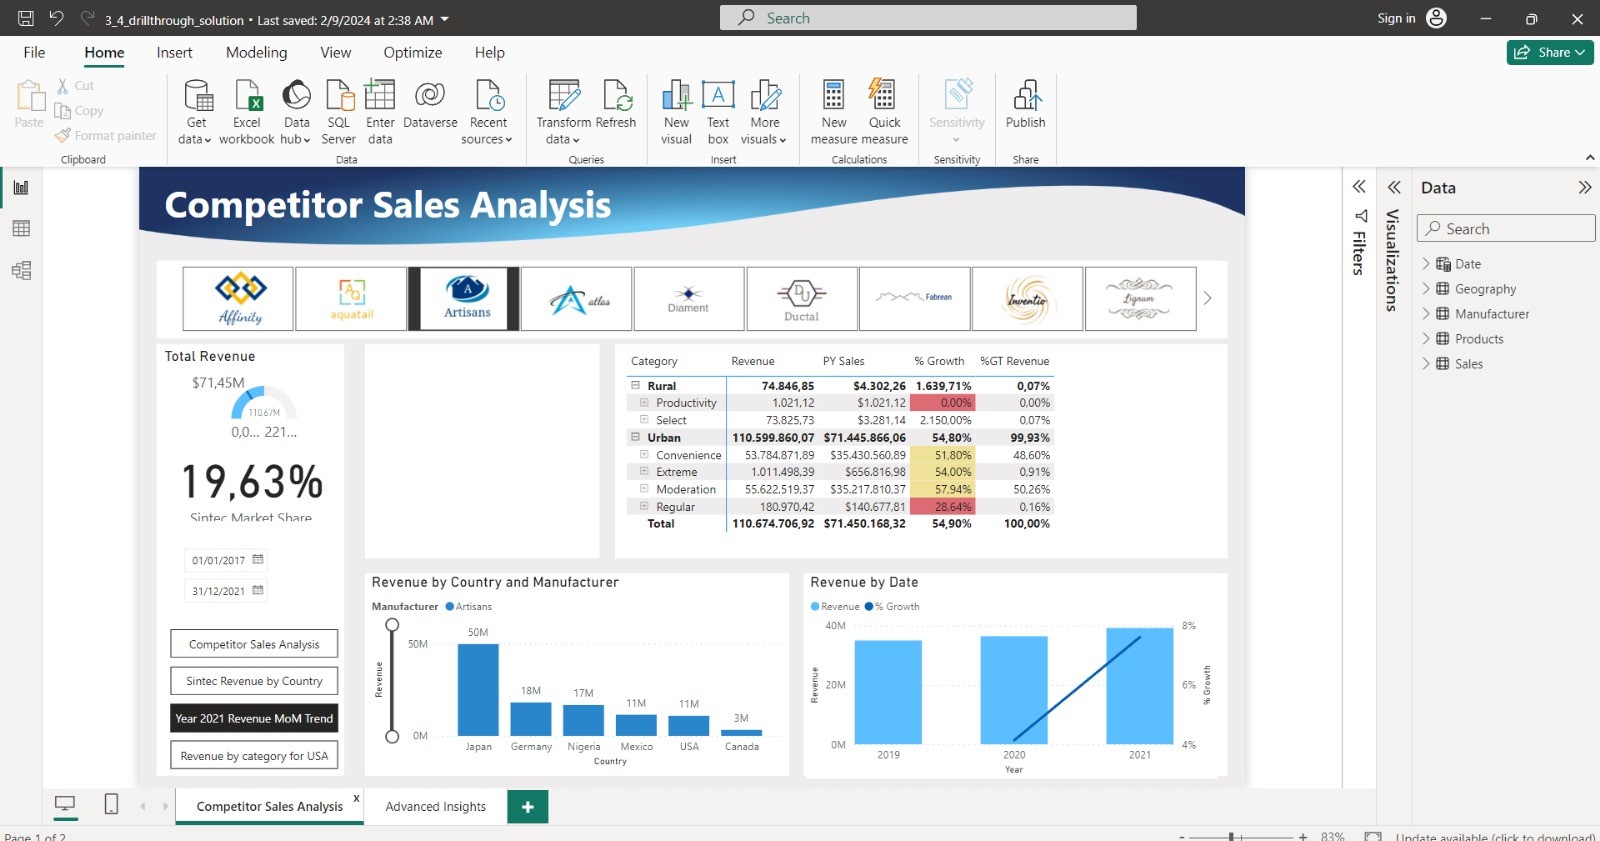 3_4_drillthrough_solution • Last saved: 2/9/2024 at 2:38 AM
Search
Sign in
File Home Insert Modeling View Optimize Help
Share
Paste
Cut
Copy
Format painter
Clipboard
Get data
Excel workbook
Data hub
SQL Server
Enter data
Dataverse
Recent sources
Data
Transform data
Refresh
Queries
New visual
Text box
More visuals
Insert
New measure
Quick measure
Calculations
Sensitivity
Sensitivity
Publish
Share
Competitor Sales Analysis
Affinity
AQ
aquatail
A
Artisans
atlas
Diament
DU
Ductal
Fabrean
Inventio
Lignum
Total Revenue
$71,45M
110.67M
0,0... 221...
19,63%
Sintec Market Share
01/01/2017
31/12/2021
Competitor Sales Analysis
Sintec Revenue by Country
Year 2021 Revenue MoM Trend
Revenue by category for USA
Category Revenue PY Sales % Growth %GT Revenue
Rural 74.846,85 $4.302,26 1.639,71% 0,07%
Productivity 1.021,12 $1.021,12 0,00% 0,00%
Select 73.825,73 $3.281,14 2.150,00% 0,07%
Urban 110.599.860,07 $71.445.866,06 54,80% 99,93%
Convenience 53.784.871,89 $35.430.560,89 51,80% 48,60%
Extreme 1.011.498,39 $656.816,98 54,00% 0,91%
Moderation 55.622.519,37 $35.217.810,37 57,94% 50,26%
Regular 180.970,42 $140.677,81 28,64% 0,16%
Total 110.674.706,92 $71.450.168,32 54,90% 100,00%
Revenue by Country and Manufacturer
Manufacturer Artisans
Revenue
50M
0M
50M
18M
17M
11M
11M
3M
Japan Germany Nigeria Mexico USA Canada
Country
Revenue by Date
Revenue % Growth
Revenue
40M
20M
0M
8%
6%
4%
% Growth
2019 2020 2021
Year
Filters
Visualizations
Data
Search
Date
Geography
Manufacturer
Products
Sales
Competitor Sales Analysis x
Advanced Insights
+
Page 1 of 2
- + 83%
Update available (click to download)